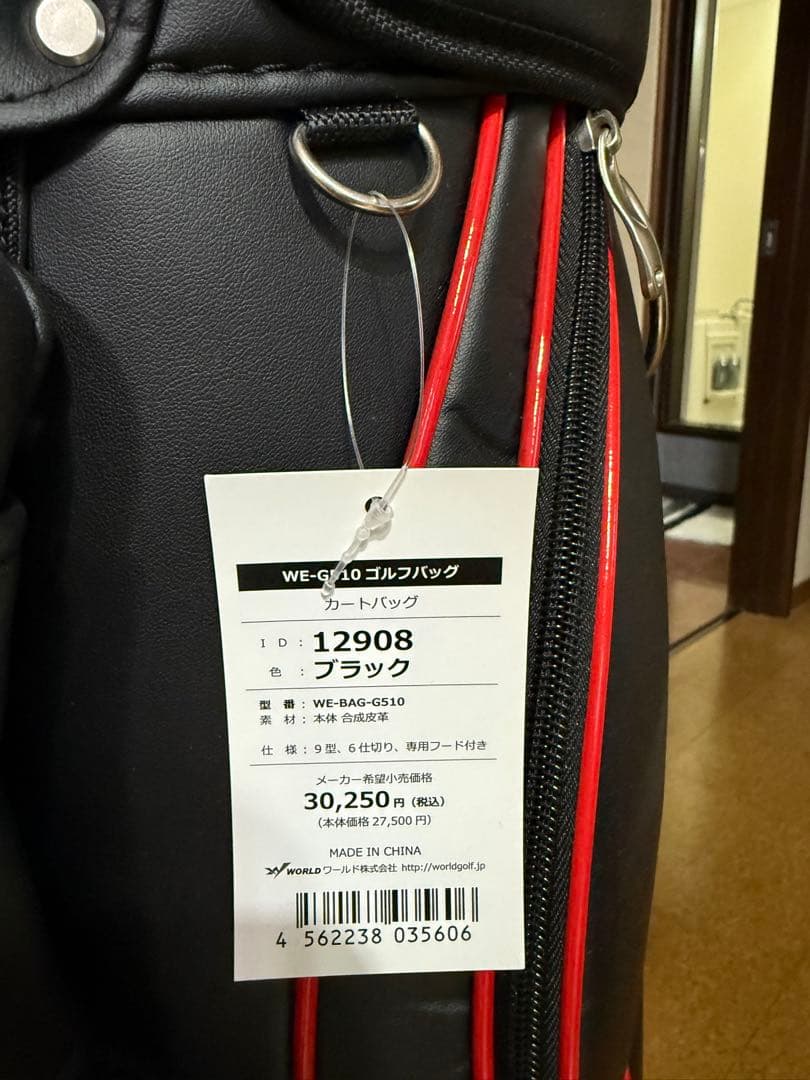 WE-G510 ゴルフバッグ
カートバッグ
ID: 12908
色: ブラック
型番: WE-BAG-G510
素材: 本体 合成皮革
仕様: 9型、6仕切り、専用フード付き
メーカー希望小売価格
30,250円(税込)
(本体価格 27,500円)
MADE IN CHINA
WORLD ワールド株式会社 http://worldgolf.jp
4 562238 035606